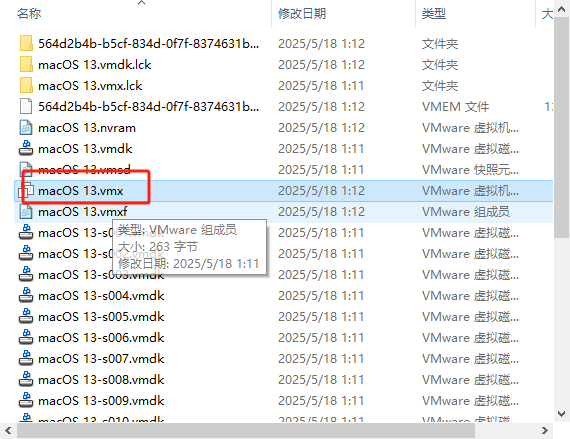 名称 修改日期 类型 大
564d2b4b-b5cf-834d-0f7f-8374631b... 2025/5/18 1:12 文件夹
macOS 13.vmdk.lck 2025/5/18 1:12 文件夹
macOS 13.vmx.lck 2025/5/18 1:11 文件夹
564d2b4b-b5cf-834d-0f7f-8374631b... 2025/5/18 1:12 VMEM 文件 13
macOS 13.nvram 2025/5/18 1:12 VMware 虚拟机...
macOS 13.vmdk 2025/5/18 1:12 VMware 虚拟磁...
macOS 13.vmsd 2025/5/18 1:11 VMware 快照元...
macOS 13.vmx 2025/5/18 1:12 VMware 虚拟机...
macOS 13.vmxf 2025/5/18 1:12 VMware 组成员
类型: VMware 组成员
大小: 263 字节
修改日期: 2025/5/18 1:11
macOS 13-s001.vmdk 2025/5/18 1:11 VMware 虚拟磁...
macOS 13-s002.vmdk 2025/5/18 1:11 VMware 虚拟磁...
macOS 13-s003.vmdk 2025/5/18 1:11 VMware 虚拟磁...
macOS 13-s004.vmdk 2025/5/18 1:11 VMware 虚拟磁...
macOS 13-s005.vmdk 2025/5/18 1:11 VMware 虚拟磁...
macOS 13-s006.vmdk 2025/5/18 1:11 VMware 虚拟磁...
macOS 13-s007.vmdk 2025/5/18 1:11 VMware 虚拟磁...
macOS 13-s008.vmdk 2025/5/18 1:11 VMware 虚拟磁...
macOS 13-s009.vmdk 2025/5/18 1:11 VMware 虚拟磁...
macOS 13-s010.vmdk 2025/5/18 1:11 VMware 虚拟磁...